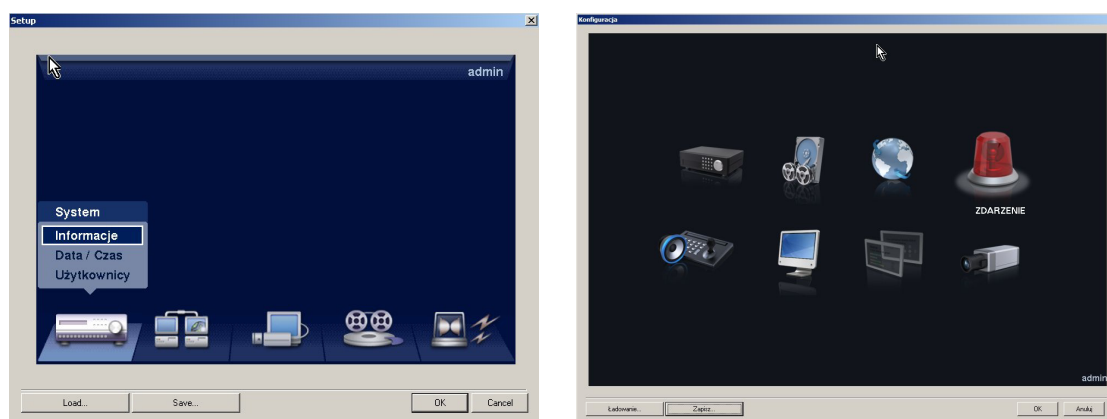 Setup
admin
System
Informacje
Data / Czas
Użytkownicy
Load...
Save...
OK
Cancel
Konfiguracja
ZDARZENIE
admin
Ładowanie...
Zapisz...
OK
Anuluj